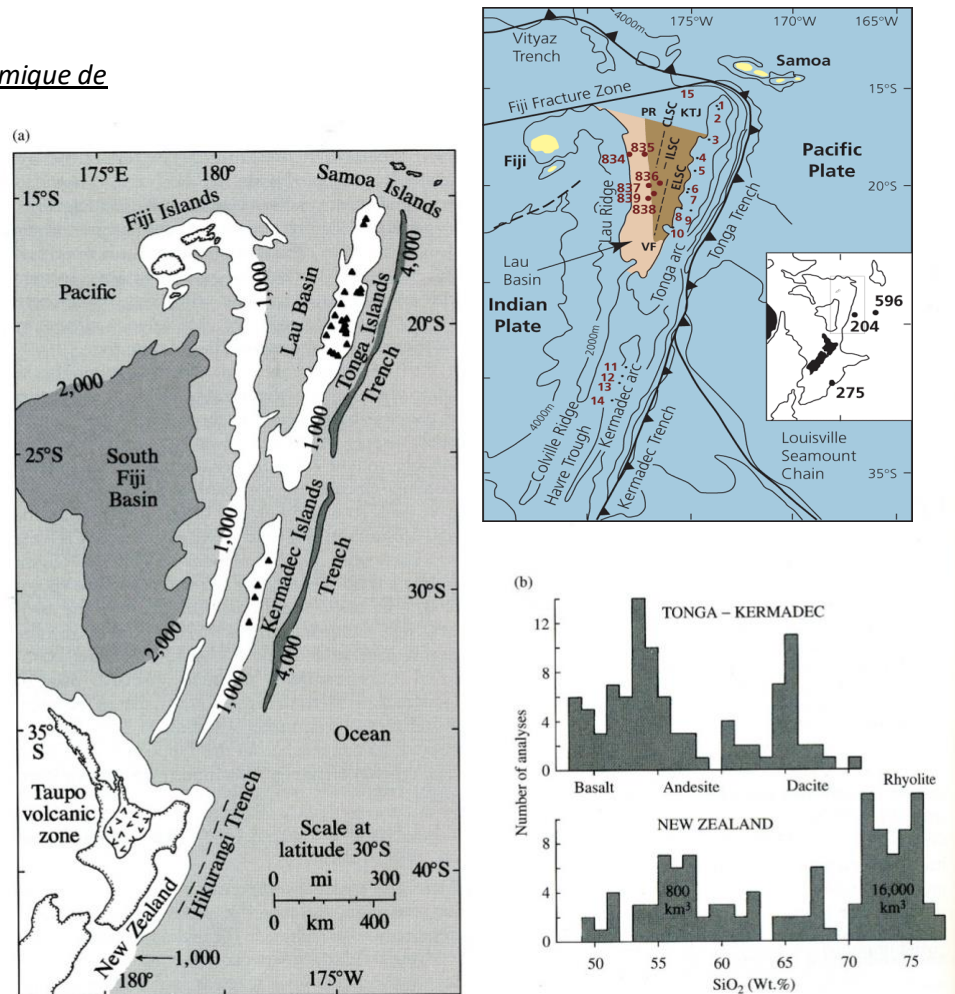 mique de
(a)
175°E
180°
Samoa Islands
15°S
Fiji Islands
4,000
1,000
Pacific
Lau Basin
Tonga Islands
Trench
20°S
2,000
1,000
25°S
South
Fiji
Basin
1,000
Kermadec Islands
Trench
30°S
2,000
4,000
1,000
35°
S
Ocean
Taupo
volcanic
zone
Hikurangi Trench
Scale at
latitude 30°S
0 mi 300
0 km 400
40°S
New Zealand
1,000
180°
175°W
175°W
170°W
165°W
4000m
Vityaz
Trench
Samoa
15°S
Fiji Fracture Zone
15
PR
CLSC
KTJ
1
2
3
Fiji
835
834
ILSC
4
5
Pacific
Plate
836
837
839
838
ELSC
6
7
20°S
8
9
10
Lau Ridge
VF
Tonga Trench
Lau
Basin
Tonga arc
Indian
Plate
596
204
275
2000m
11
12
13
14
4000m
Colville Ridge
Havre Trough
Kermadec arc
Kermadec Trench
Louisville
Seamount
Chain
35°S
(b)
12
8
4
0
TONGA – KERMADEC
Number of analyses
Basalt
Andesite
Dacite
Rhyolite
NEW ZEALAND
8
4
0
800
km³
16,000
km³
50
55
60
65
70
75
SiO₂ (Wt.%)